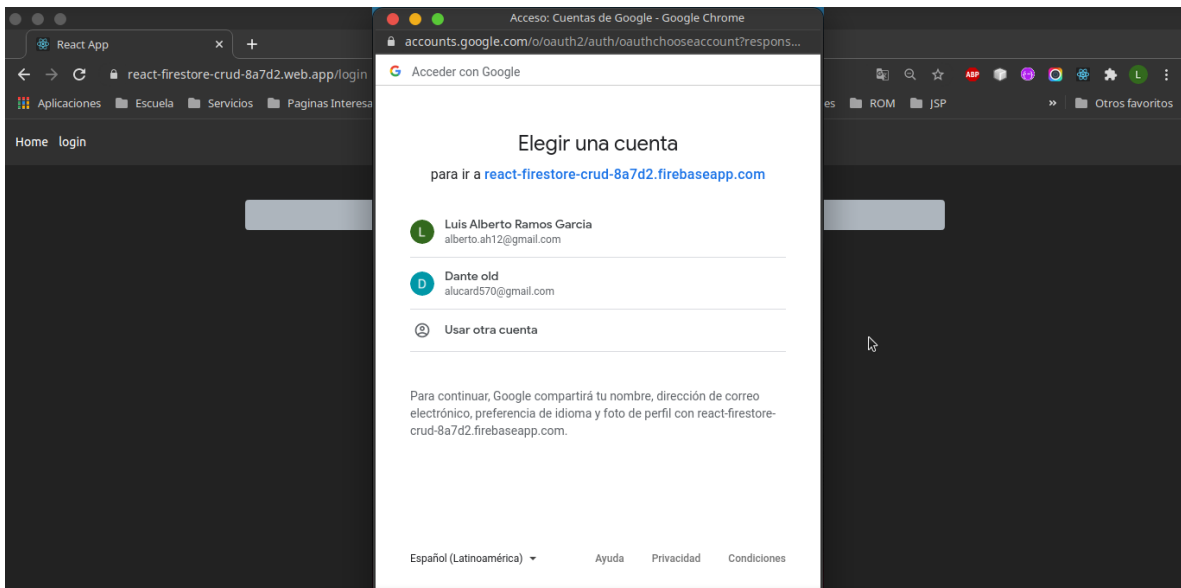 Acceso: Cuentas de Google - Google Chrome
React App
accounts.google.com/o/oauth2/auth/oauthchooseaccount?respons...
react-firestore-crud-8a7d2.web.app/login
G Acceder con Google
ABP
L
Aplicaciones Escuela Servicios Paginas Interesa
es ROM JSP » Otros favoritos
Home login
Elegir una cuenta
para ir a react-firestore-crud-8a7d2.firebaseapp.com
L
Luis Alberto Ramos Garcia
alberto.ah12@gmail.com
D
Dante old
alucard570@gmail.com
Usar otra cuenta
Para continuar, Google compartirá tu nombre, dirección de correo
electrónico, preferencia de idioma y foto de perfil con react-firestore-
crud-8a7d2.firebaseapp.com.
Español (Latinoamérica) Ayuda Privacidad Condiciones